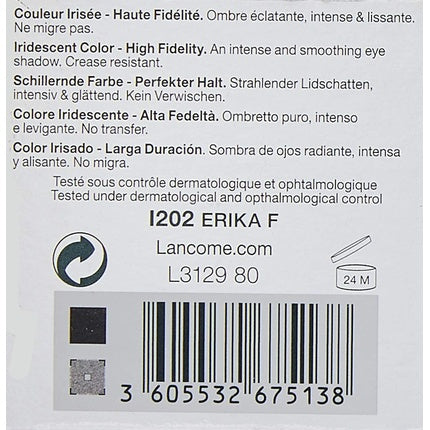 Couleur Irisée - Haute Fidélité. Ombre éclatante, intense & lissante.
Ne migre pas.
Iridescent Color - High Fidelity. An intense and smoothing eye
shadow. Crease resistant.
Schillernde Farbe - Perfekter Halt. Strahlender Lidschatten,
intensiv & glättend. Kein Verwischen.
Colore Iridescente - Alta Fedeltà. Ombretto puro, intenso
e levigante. No transfer.
Color Irisado - Larga Duración. Sombra de ojos radiante, intensa
y alisante. No migra.
Testé sous contrôle dermatologique et ophtalmologique
Tested under dermatological and opthalmological control
I202 ERIKA F
Lancome.com
L3129 80
24 M
3 605532 675138